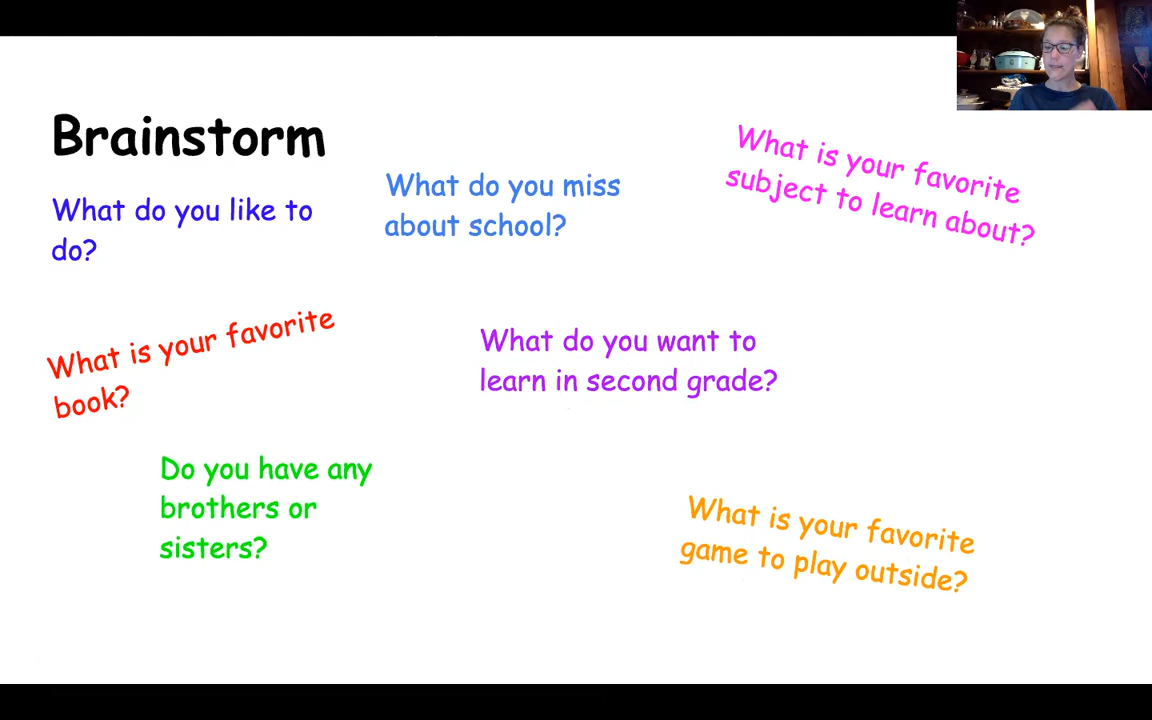 Brainstorm
What do you like to
do?
What do you miss
about school?
What is your favorite
subject to learn about?
What is your favorite
book?
What do you want to
learn in second grade?
Do you have any
brothers or
sisters?
What is your favorite
game to play outside?